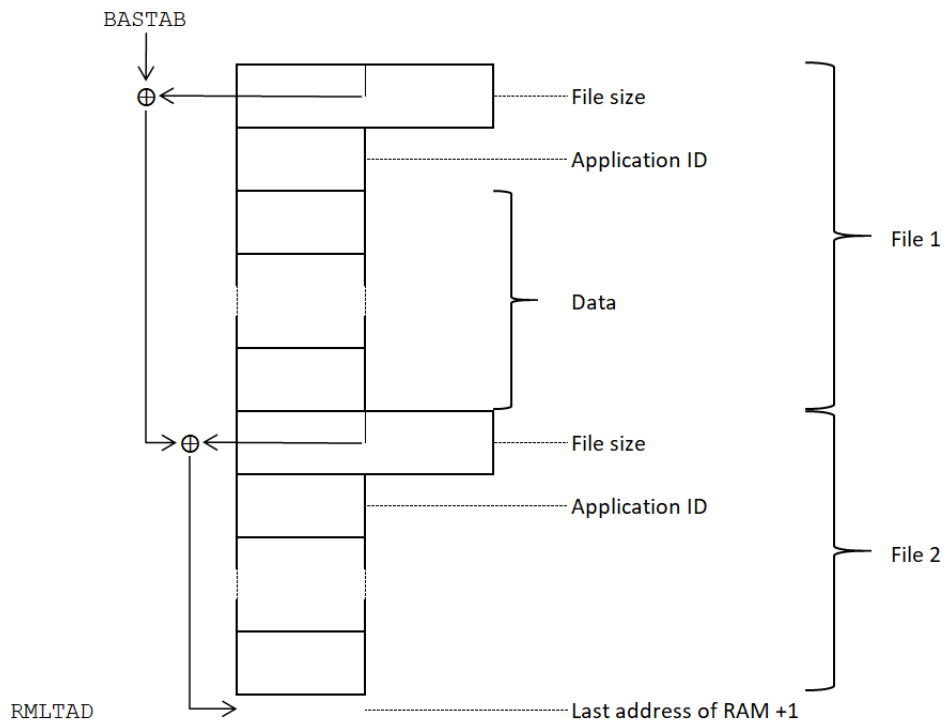 BASTAB
File size
Application ID
File 1
Data
File size
Application ID
File 2
RMLTAD
Last address of RAM +1